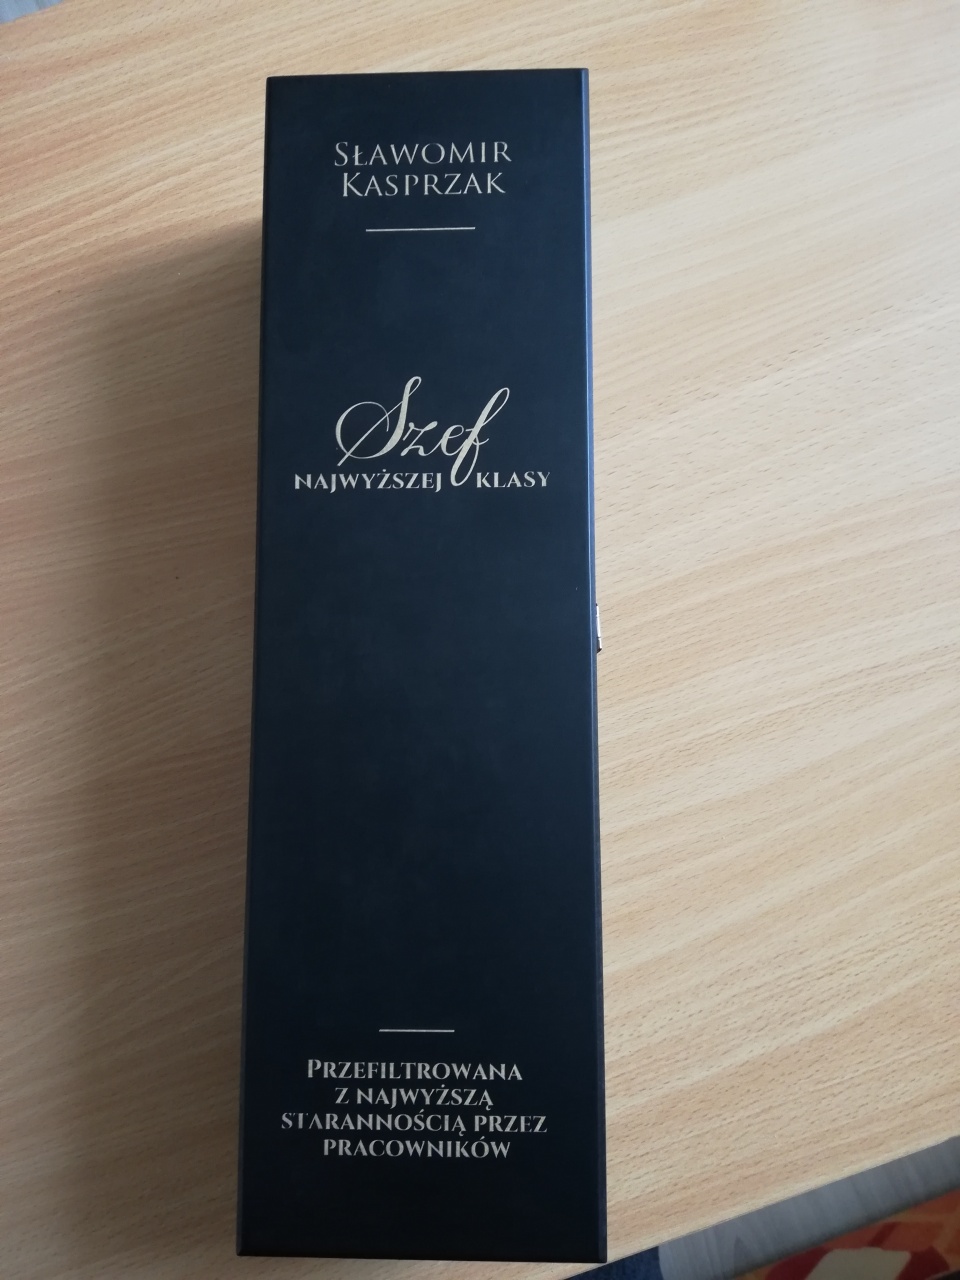 SŁAWOMIR
KASPRZAK
Szef
NAJWYŻSZEJ KLASY
PRZEFILTROWANA
Z NAJWYŻSZĄ
STARANNOŚCIĄ PRZEZ
PRACOWNIKÓW